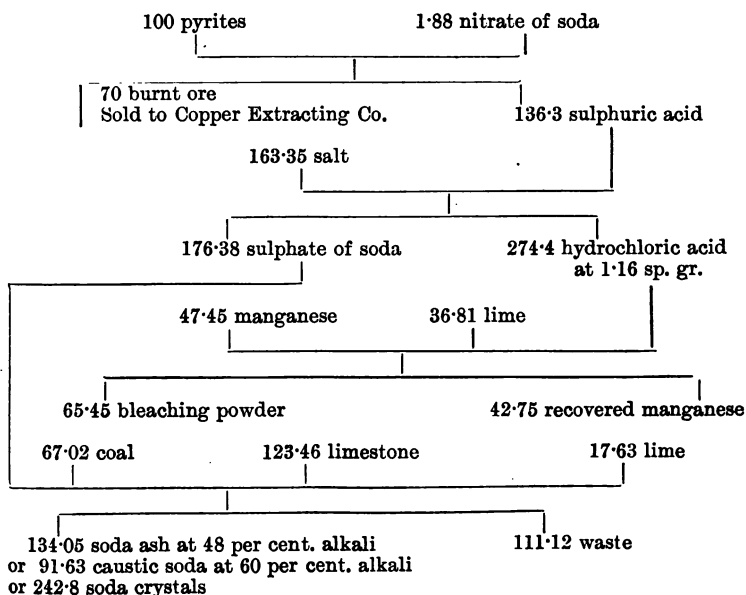 100 pyrites 1·88 nitrate of soda
70 burnt ore
Sold to Copper Extracting Co. 136·3 sulphuric acid
163·35 salt
176·38 sulphate of soda 274·4 hydrochloric acid
at 1·16 sp. gr.
47·45 manganese 36·81 lime
65·45 bleaching powder 42·75 recovered manganese
67·02 coal 123·46 limestone 17·63 lime
134·05 soda ash at 48 per cent. alkali 111·12 waste
or 91·63 caustic soda at 60 per cent. alkali
or 242·8 soda crystals